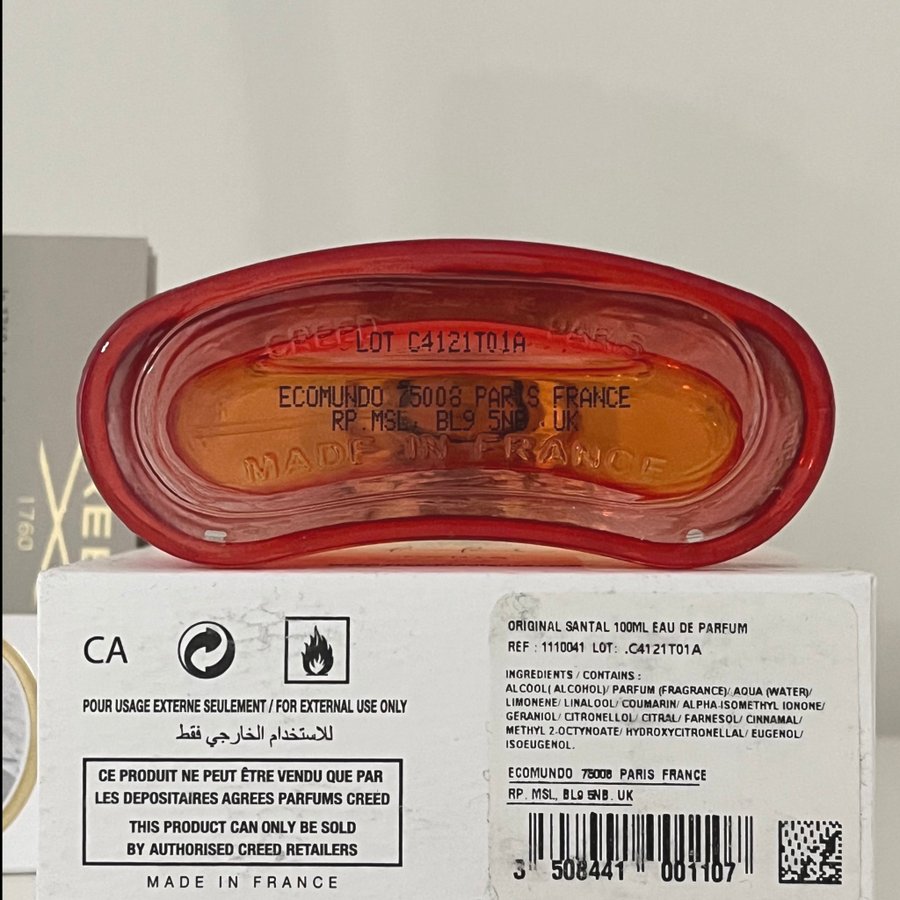 CREED PARIS
LOT C4121T01A
ECOMUNDO 75008 PARIS FRANCE
RP.MSL, BL9 5NB. UK
MADE IN FRANCE
1760
CA
POUR USAGE EXTERNE SEULEMENT / FOR EXTERNAL USE ONLY
للاستخدام الخارجي فقط
CE PRODUIT NE PEUT ÊTRE VENDU QUE PAR
LES DEPOSITAIRES AGREES PARFUMS CREED
THIS PRODUCT CAN ONLY BE SOLD
BY AUTHORISED CREED RETAILERS
MADE IN FRANCE
ORIGINAL SANTAL 100ML EAU DE PARFUM
REF : 1110041 LOT: .C4121T01A
INGREDIENTS / CONTAINS :
ALCOOL( ALCOHOL)/ PARFUM (FRAGRANCE)/ AQUA (WATER)/
LIMONENE/ LINALOOL/ COUMARIN/ ALPHA-ISOMETHYL IONONE/
GERANIOL/ CITRONELLOL/ CITRAL/ FARNESOL/ CINNAMAL/
METHYL 2-OCTYNOATE/ HYDROXYCITRONELLAL/ EUGENOL/
ISOEUGENOL.
ECOMUNDO 75008 PARIS FRANCE
RP. MSL, BL9 5NB. UK
3 508441 001107